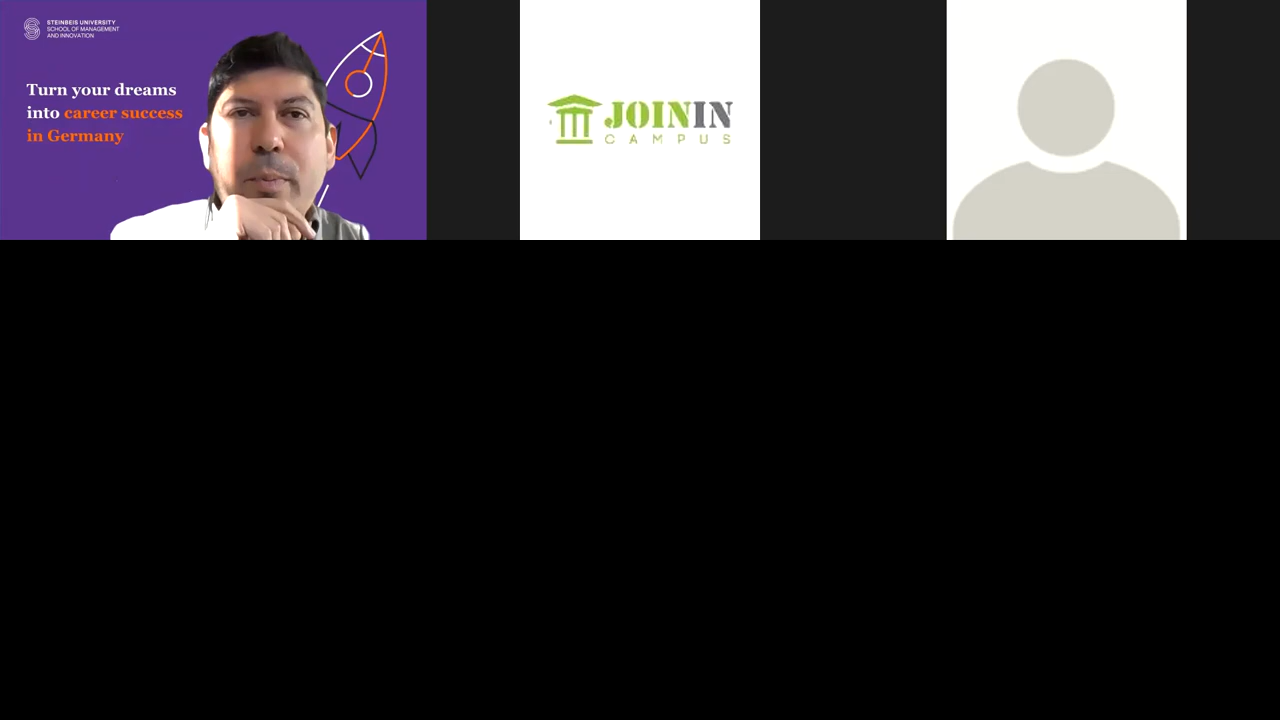 STEINBEIS UNIVERSITY
SCHOOL OF MANAGEMENT
AND INNOVATION
Turn your dreams
into career success
in Germany
JOININ
CAMPUS